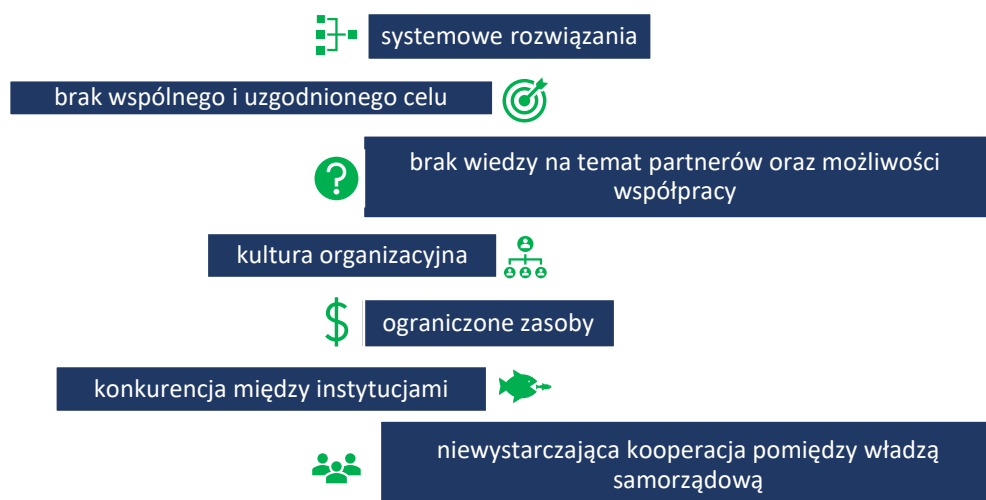 systemowe rozwiązania
brak wspólnego i uzgodnionego celu
brak wiedzy na temat partnerów oraz możliwości
współpracy
kultura organizacyjna
ograniczone zasoby
konkurencja między instytucjami
niewystarczająca kooperacja pomiędzy władzą
samorządową